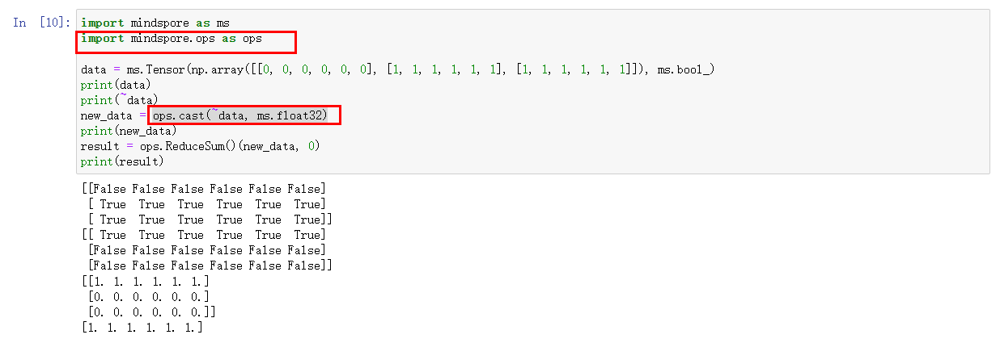 In [10]: import mindspore as ms
import mindspore.ops as ops
data = ms.Tensor(np.array([[0, 0, 0, 0, 0, 0], [1, 1, 1, 1, 1, 1], [1, 1, 1, 1, 1, 1]]), ms.bool_)
print(data)
print(~data)
new_data = ops.cast(~data, ms.float32)
print(new_data)
result = ops.ReduceSum()(new_data, 0)
print(result)
[[False False False False False False]
 [ True  True  True  True  True  True]
 [ True  True  True  True  True  True]]
[[ True  True  True  True  True  True]
 [False False False False False False]
 [False False False False False False]]
[[1. 1. 1. 1. 1. 1.]
 [0. 0. 0. 0. 0. 0.]
 [0. 0. 0. 0. 0. 0.]]
[1. 1. 1. 1. 1. 1.]